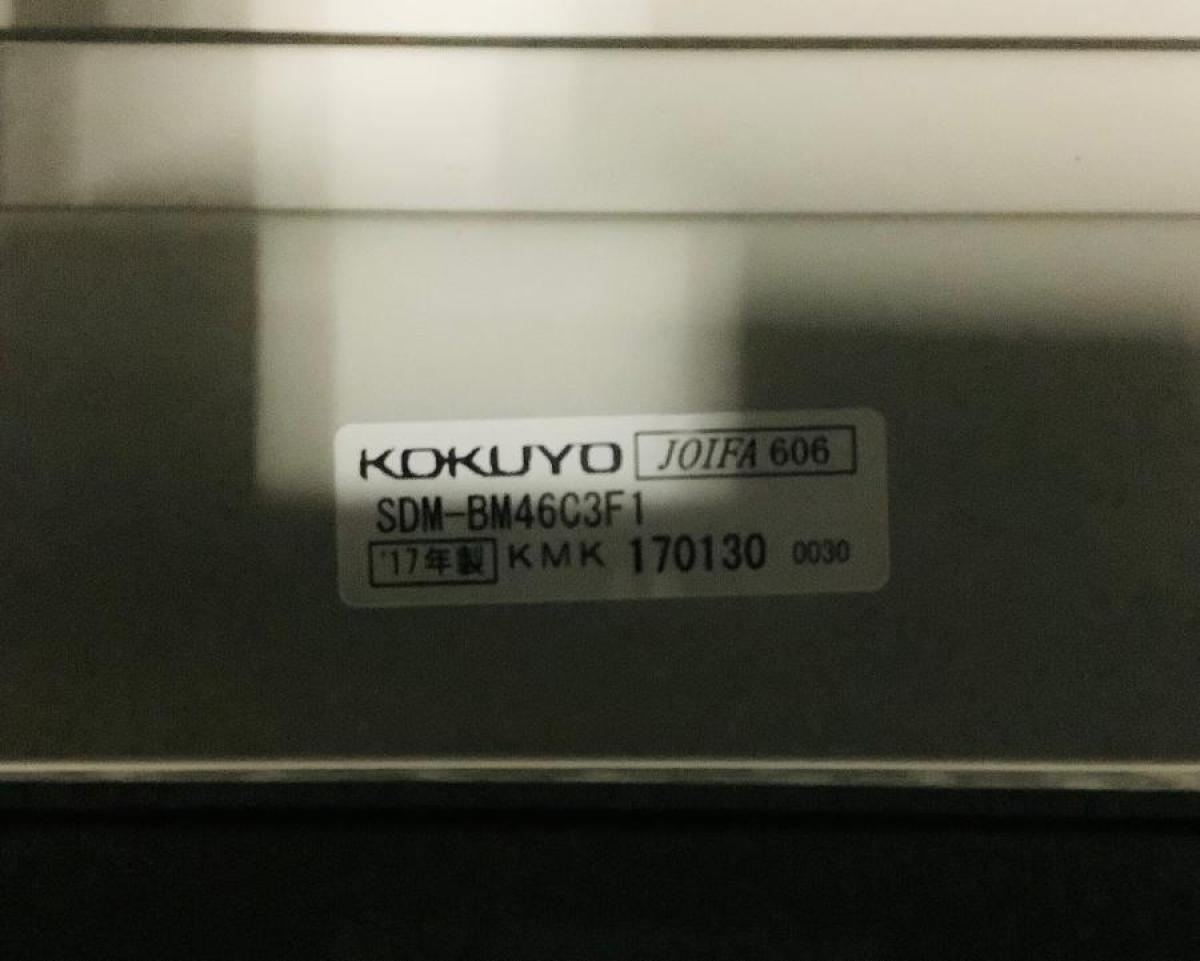 KOKUYO JOIFA 606
SDM-BM46C3F1
'17年製 KMK 170130 0030